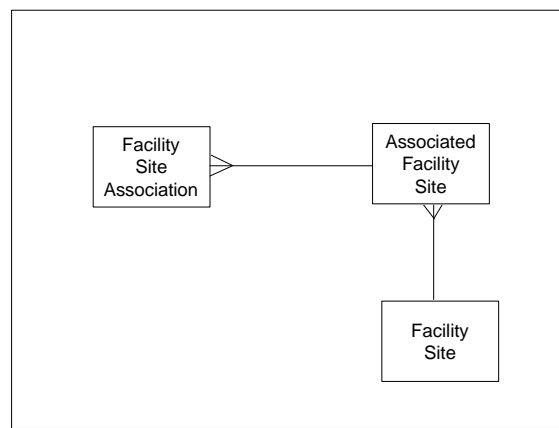 Facility
Site
Association
Associated
Facility
Site
Facility
Site